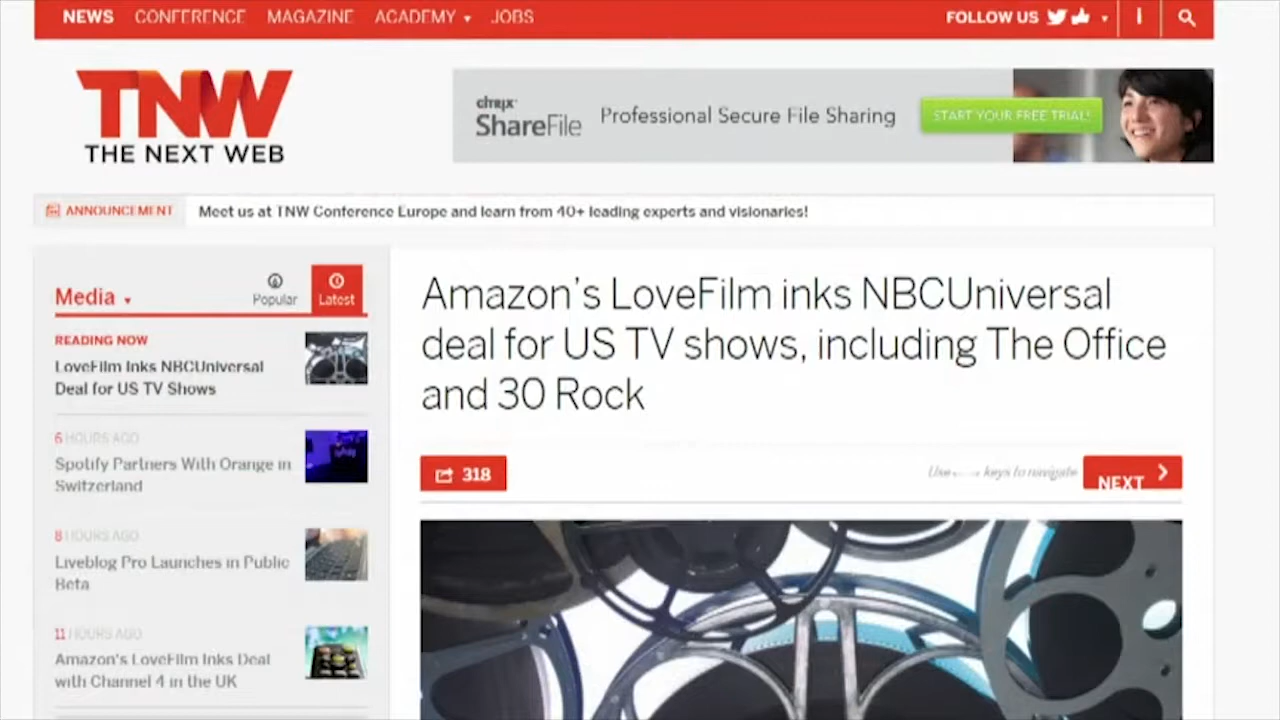 NEWS CONFERENCE MAGAZINE ACADEMY JOBS FOLLOW US
TNW
THE NEXT WEB
citrix
ShareFile
Professional Secure File Sharing
START YOUR FREE TRIAL!
ANNOUNCEMENT Meet us at TNW Conference Europe and learn from 40+ leading experts and visionaries!
Media
Popular
Latest
READING NOW
LoveFilm Inks NBCUniversal
Deal for US TV Shows
6 HOURS AGO
Spotify Partners With Orange in
Switzerland
8 HOURS AGO
Liveblog Pro Launches in Public
Beta
11 HOURS AGO
Amazon's LoveFilm Inks Deal
with Channel 4 in the UK
Amazon's LoveFilm inks NBCUniversal
deal for US TV shows, including The Office
and 30 Rock
318
Use keys to navigate
NEXT